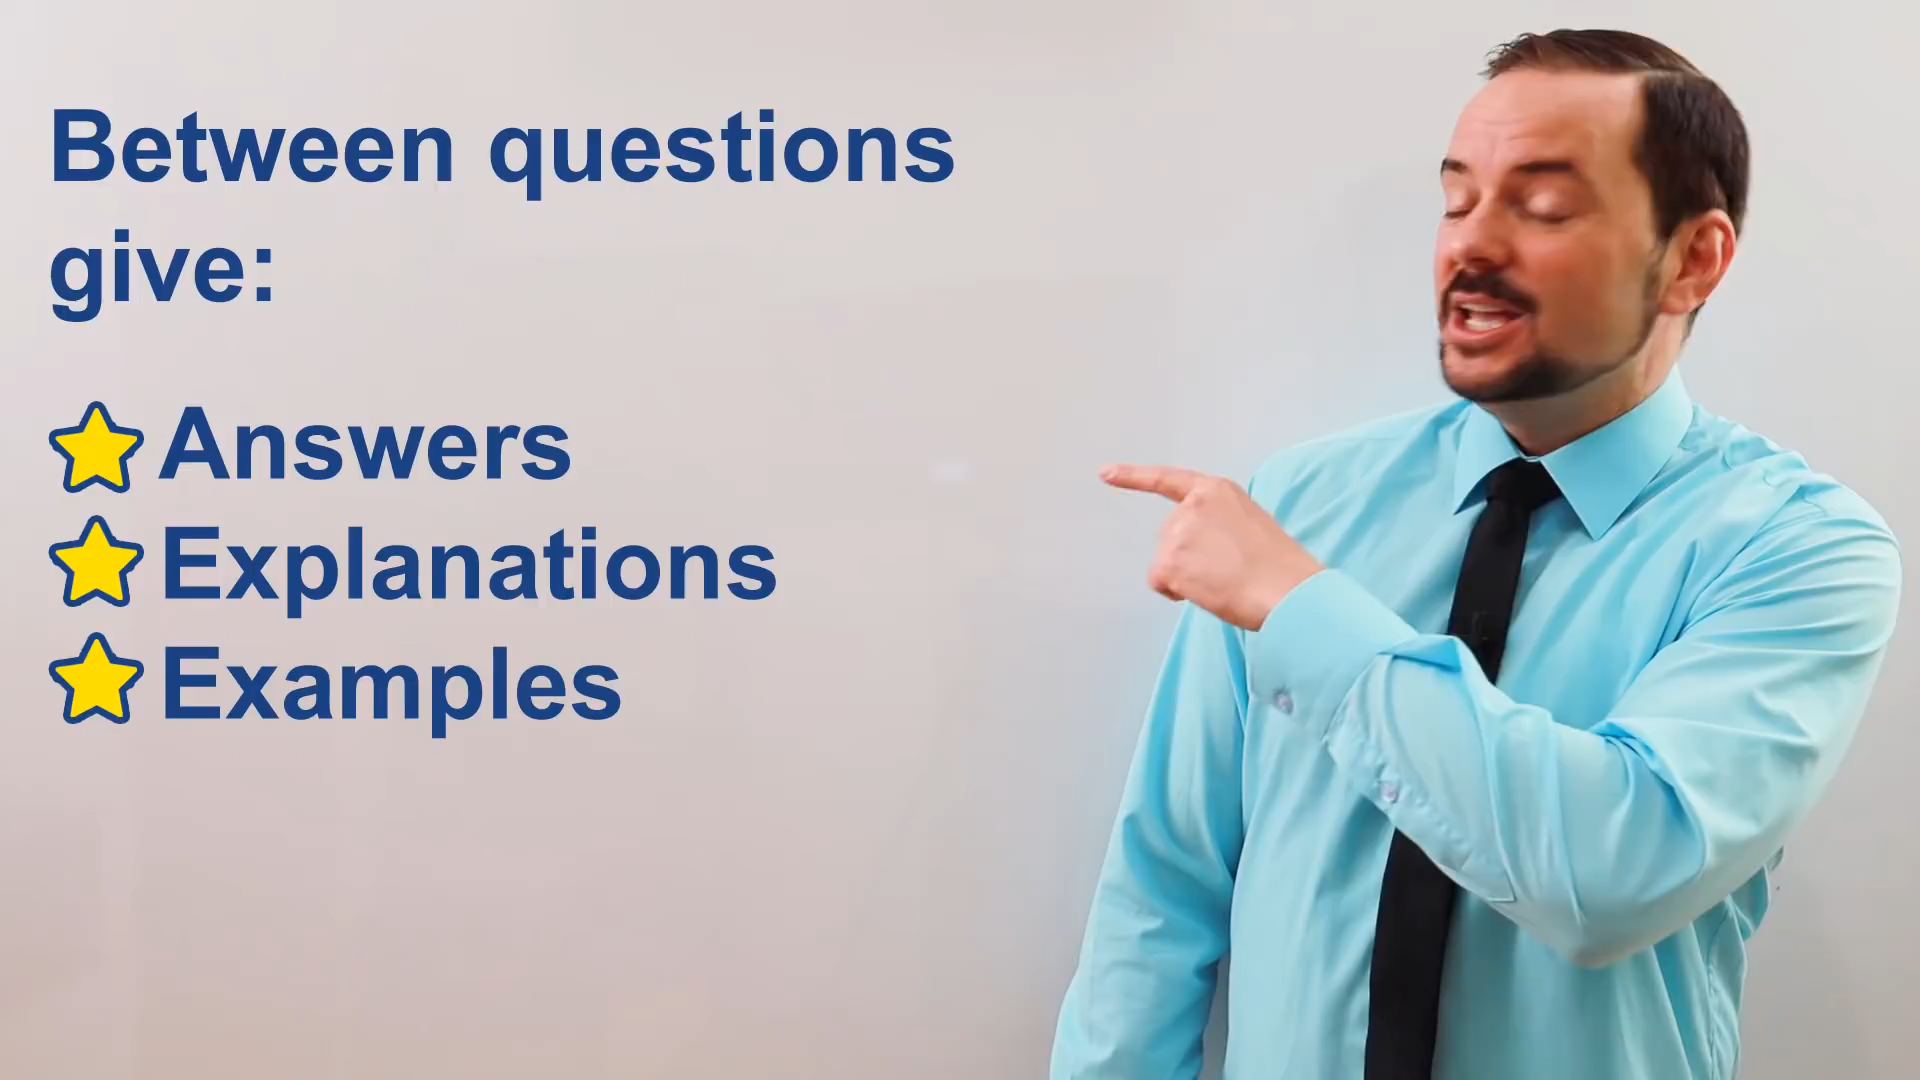 Between questions
give:
Answers
Explanations
Examples